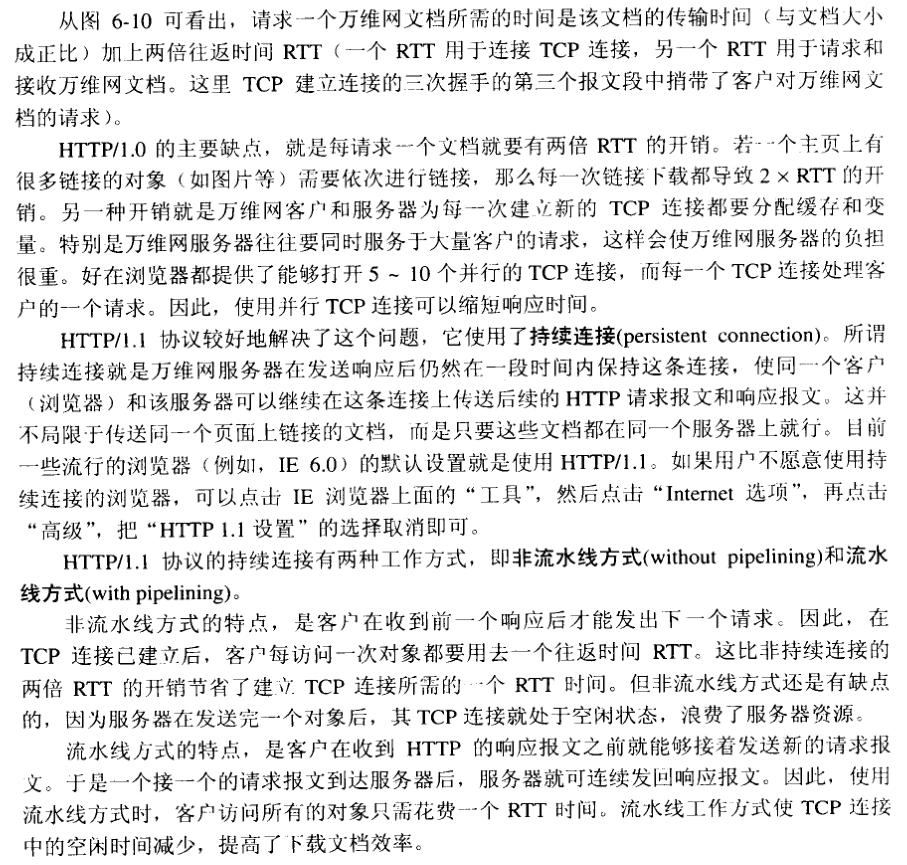 从图 6-10 可看出，请求一个万维网文档所需的时间是该文档的传输时间（与文档大小
成正比）加上两倍往返时间 RTT（一个 RTT 用于连接 TCP 连接，另一个 RTT 用于请求和
接收万维网文档。这里 TCP 建立连接的三次握手的第三个报文段中捎带了客户对万维网文
档的请求）。
HTTP/1.0 的主要缺点，就是每请求一个文档就要有两倍 RTT 的开销。若一个主页上有
很多链接的对象（如图片等）需要依次进行链接，那么每一次链接下载都导致 2 × RTT 的开
销。另一种开销就是万维网客户和服务器为每一次建立新的 TCP 连接都要分配缓存和变
量。特别是万维网服务器往往要同时服务于大量客户的请求，这样会使万维网服务器的负担
很重。好在浏览器都提供了能够打开 5 ~ 10 个并行的 TCP 连接，而每一个 TCP 连接处理客
户的一个请求。因此，使用并行 TCP 连接可以缩短响应时间。
HTTP/1.1 协议较好地解决了这个问题，它使用了持续连接(persistent connection)。所谓
持续连接就是万维网服务器在发送响应后仍然在一段时间内保持这条连接，使同一个客户
（浏览器）和该服务器可以继续在这条连接上传送后续的 HTTP 请求报文和响应报文。这并
不局限于传送同一个页面上链接的文档，而是只要这些文档都在同一个服务器上就行。目前
一些流行的浏览器（例如，IE 6.0）的默认设置就是使用 HTTP/1.1。如果用户不愿意使用持
续连接的浏览器，可以点击 IE 浏览器上面的“工具”，然后点击“Internet 选项”，再点击
“高级”，把“HTTP 1.1 设置”的选择取消即可。
HTTP/1.1 协议的持续连接有两种工作方式，即非流水线方式(without pipelining)和流水
线方式(with pipelining)。
非流水线方式的特点，是客户在收到前一个响应后才能发出下一个请求。因此，在
TCP 连接已建立后，客户每访问一次对象都要用去一个往返时间 RTT。这比非持续连接的
两倍 RTT 的开销节省了建立 TCP 连接所需的一个 RTT 时间。但非流水线方式还是有缺点
的，因为服务器在发送完一个对象后，其 TCP 连接就处于空闲状态，浪费了服务器资源。
流水线方式的特点，是客户在收到 HTTP 的响应报文之前就能够接着发送新的请求报
文。于是一个接一个的请求报文到达服务器后，服务器就可连续发回响应报文。因此，使用
流水线方式时，客户访问所有的对象只需花费一个 RTT 时间。流水线工作方式使 TCP 连接
中的空闲时间减少，提高了下载文档效率。